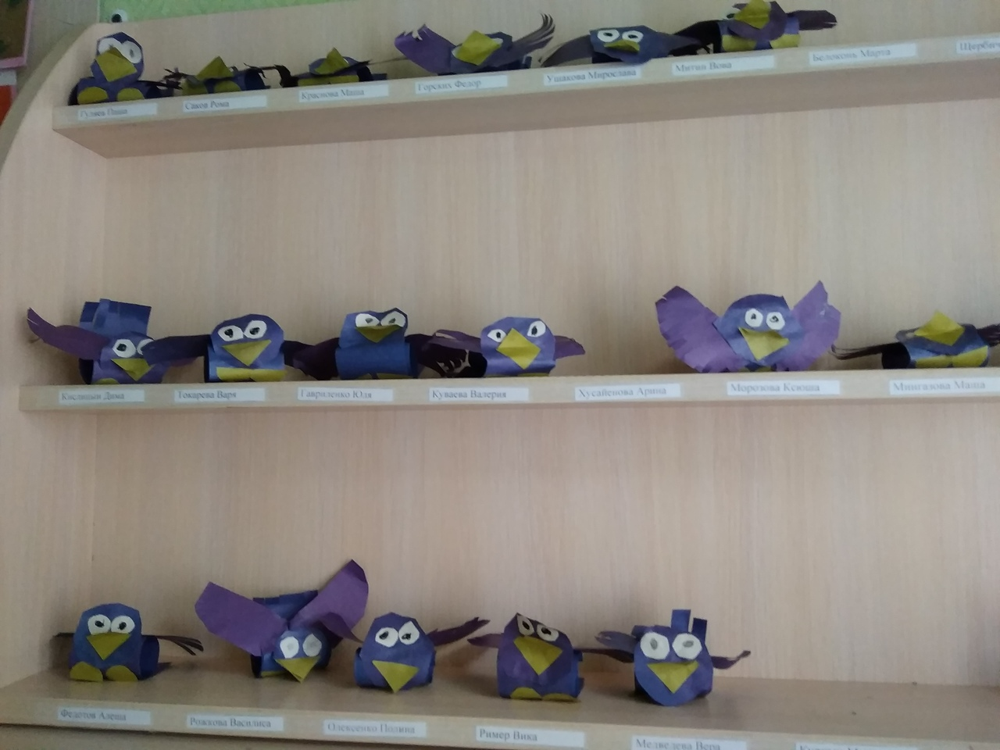 Гуляев Паша
Саков Рома
Краснова Маша
Горских Федор
Ушакова Мирослава
Митин Вова
Белоконь Марта
Кислицын Дима
Токарева Варя
Гавриленко Юля
Куваева Валерия
Хусайенова Арина
Морозова Ксюша
Мингазова Маша
Федотов Алеша
Рожкова Василиса
Олексенко Полина
Ример Вика
Медведева Вера